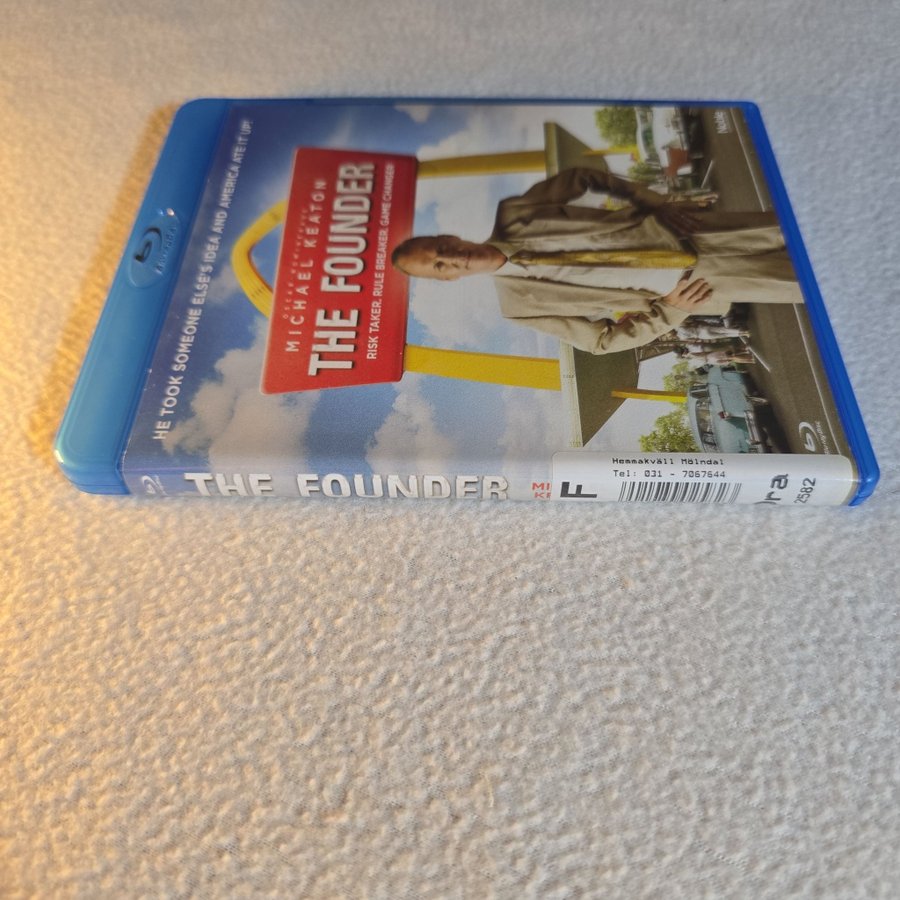 HE TOOK SOMEONE ELSE'S IDEA AND AMERICA ATE IT UP!
MICHAEL KEATON
THE FOUNDER
RISK TAKER. RULE BREAKER. GAME CHANGER
Noble
THE FOUNDER
F
Hemmakväll Mölndal
Tel: 031 - 7067644
2582